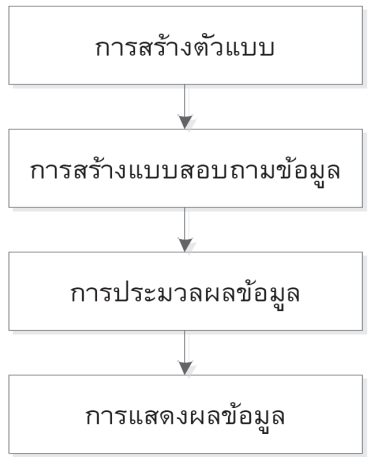 การสร้างตัวแบบ
การสร้างแบบสอบถามข้อมูล
การประมวลผลข้อมูล
การแสดงผลข้อมูล